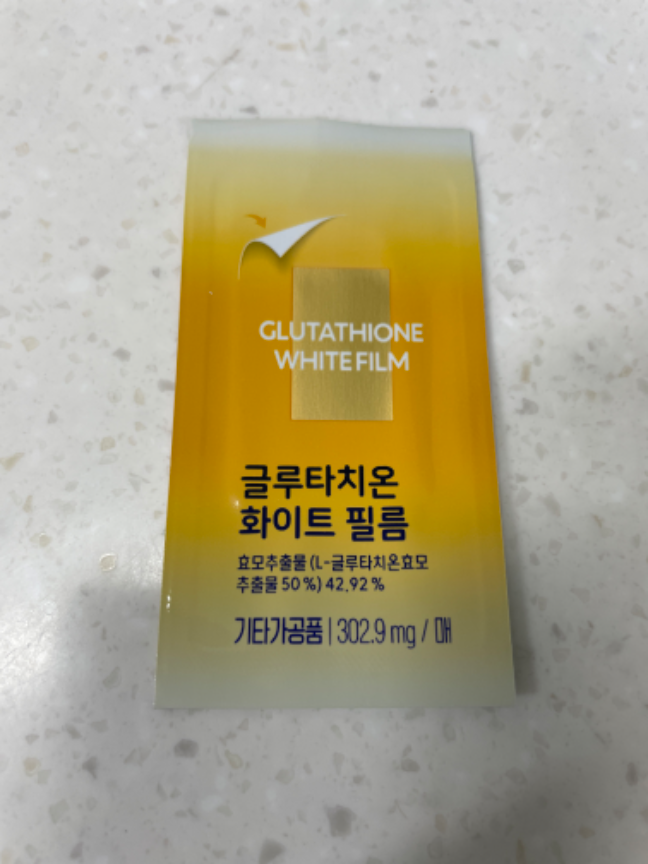 GLUTATHIONE
WHITE FILM
글루타치온
화이트 필름
효모추출물 (L-글루타치온효모
추출물 50 %) 42.92 %
기타가공품 | 302.9 mg / 매